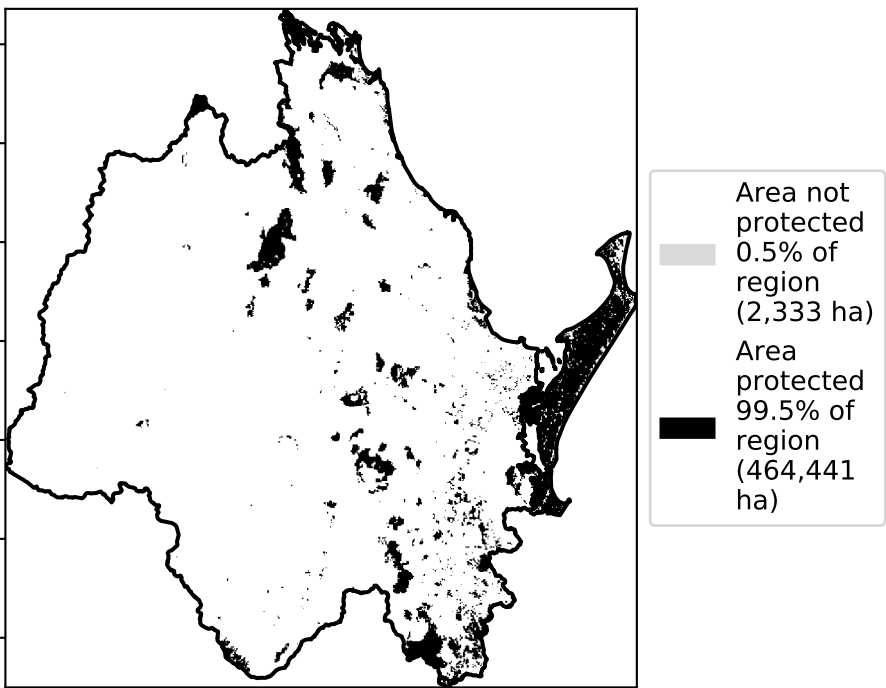 Area not
protected
0.5% of
region
(2,333 ha)
Area
protected
99.5% of
region
(464,441
ha)